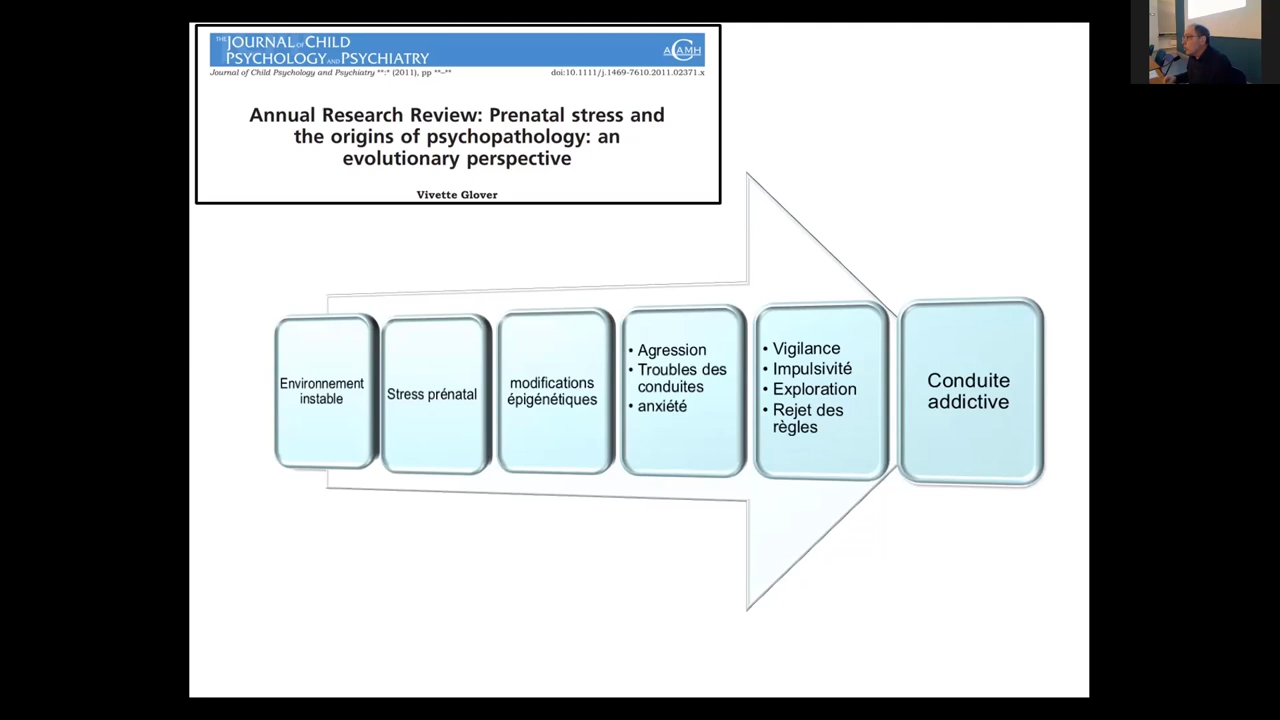 THE JOURNAL OF CHILD
PSYCHOLOGY AND PSYCHIATRY
ACAMH
Journal of Child Psychology and Psychiatry **:* (2011), pp **–**
doi:10.1111/j.1469-7610.2011.02371.x
Annual Research Review: Prenatal stress and
the origins of psychopathology: an
evolutionary perspective
Vivette Glover
Environnement
instable
Stress prénatal
modifications
épigénétiques
• Agression
• Troubles des
conduites
• anxiété
• Vigilance
• Impulsivité
• Exploration
• Rejet des
règles
Conduite
addictive